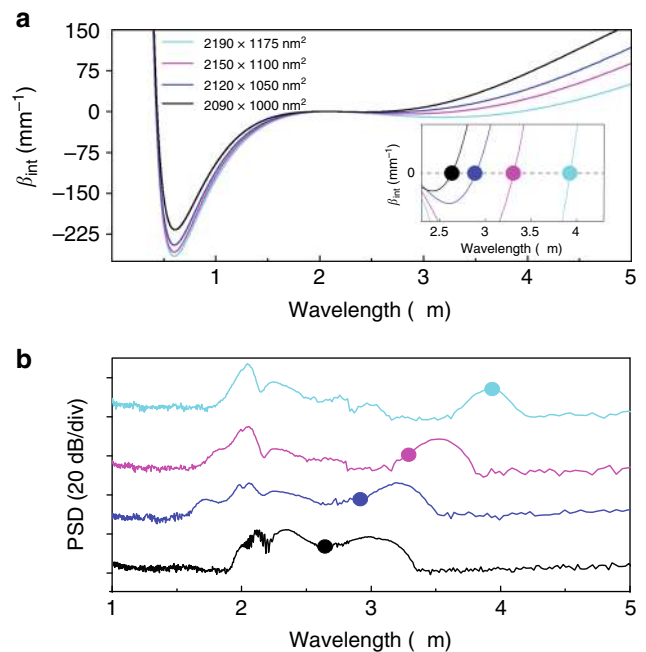 a
150
75
0
−75
−150
−225
βint (mm⁻¹)
2190 × 1175 nm²
2150 × 1100 nm²
2120 × 1050 nm²
2090 × 1000 nm²
βint (mm⁻¹)
0
2.5 3 3.5 4
Wavelength ( m)
1 2 3 4 5
Wavelength ( m)
b
PSD (20 dB/div)
1 2 3 4 5
Wavelength ( m)